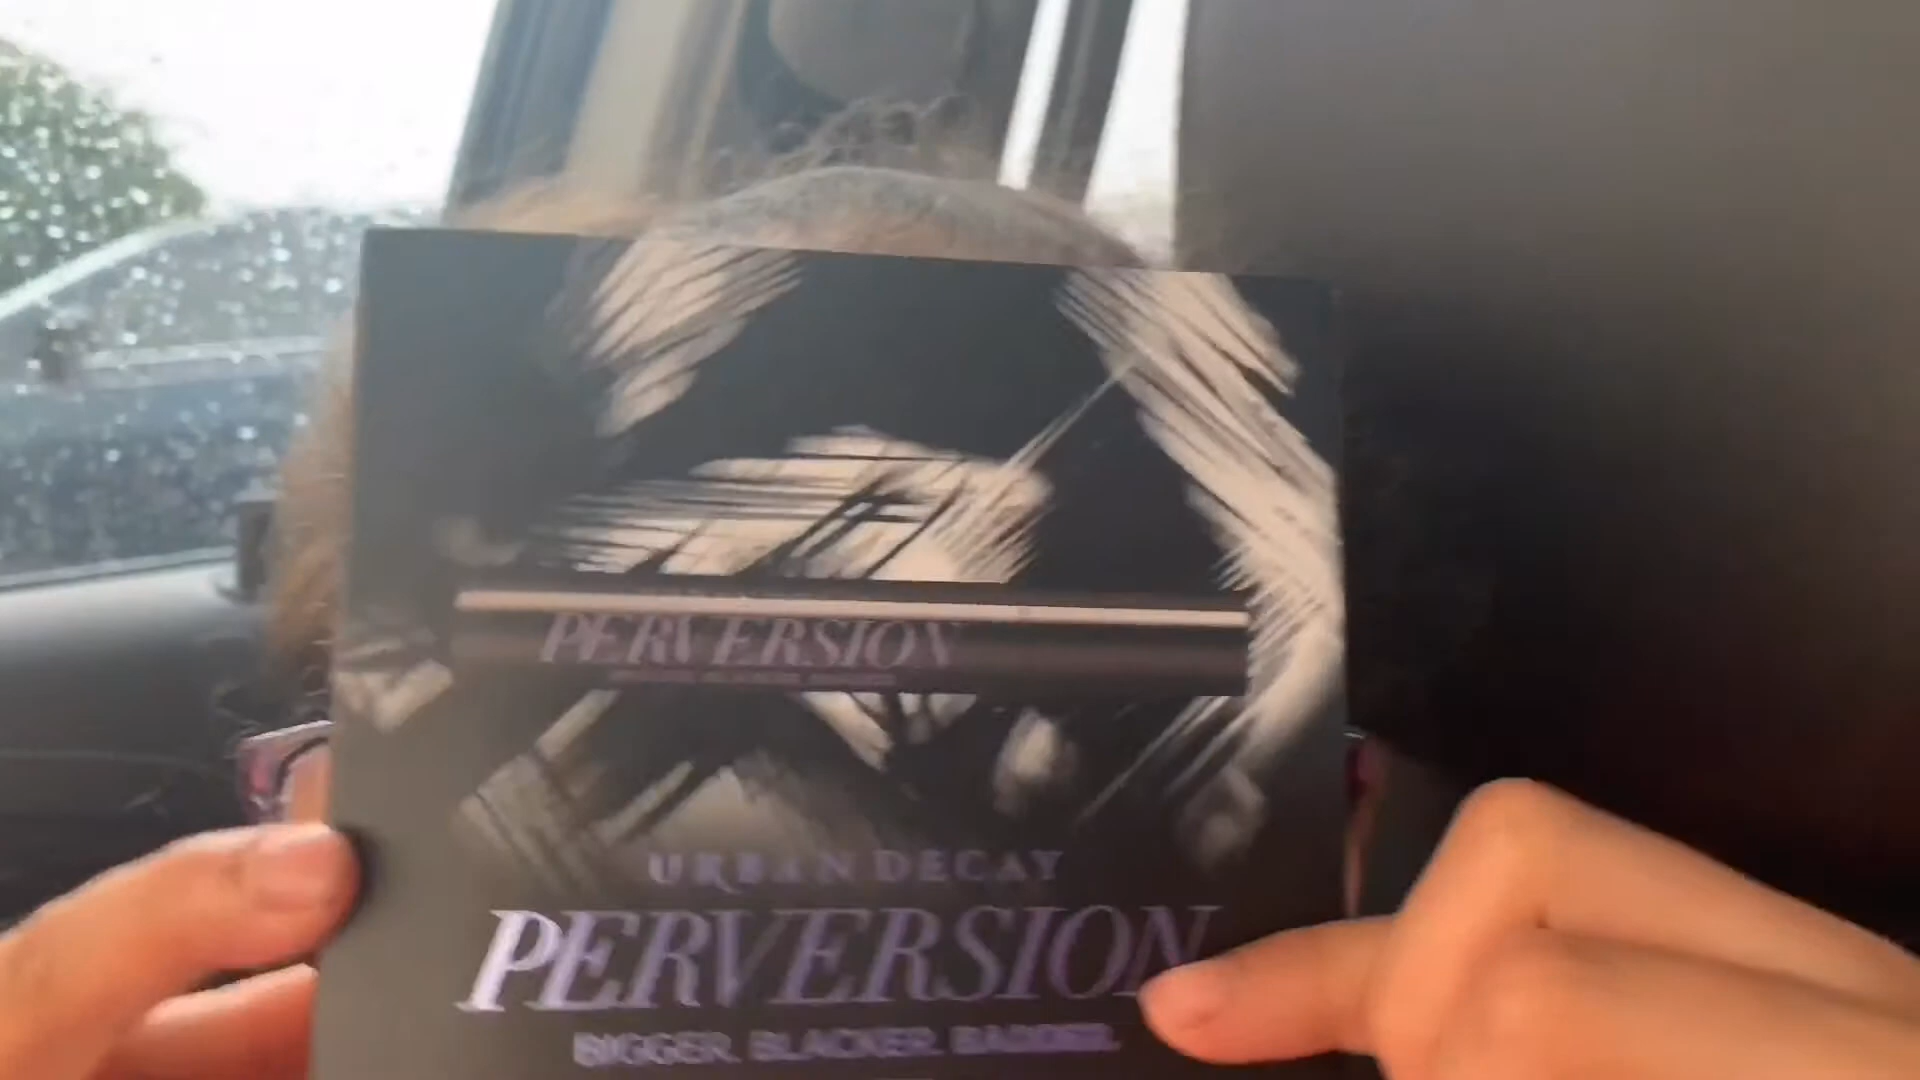 PERVERSION
URBAN DECAY
PERVERSION
BIGGER. BLACKER. BADDER.